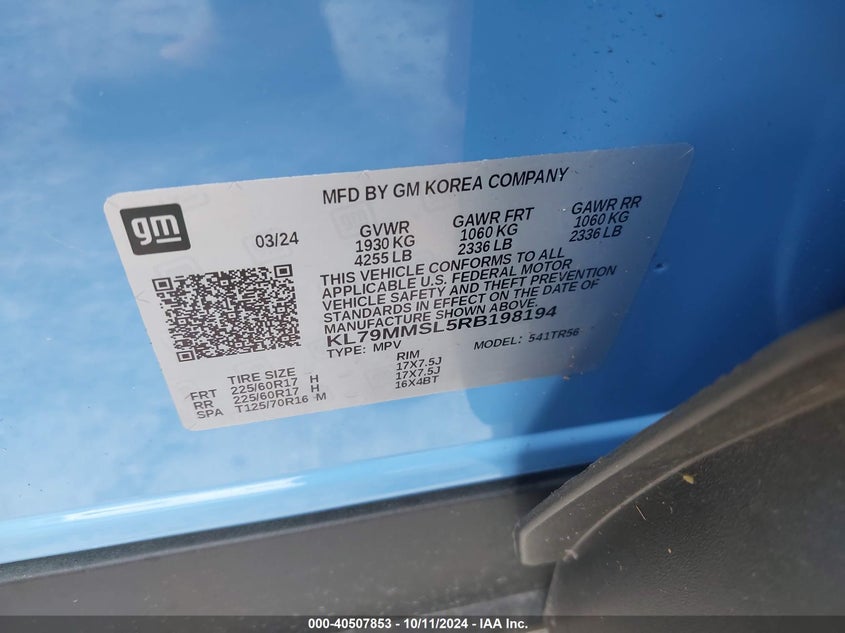 MFD BY GM KOREA COMPANY
gm
03/24
GVWR
1930 KG
4255 LB
GAWR FRT
1060 KG
2336 LB
GAWR RR
1060 KG
2336 LB
THIS VEHICLE CONFORMS TO ALL
APPLICABLE U.S. FEDERAL MOTOR
VEHICLE SAFETY AND THEFT PREVENTION
STANDARDS IN EFFECT ON THE DATE OF
MANUFACTURE SHOWN ABOVE.
KL79MMSL5RB198194
TYPE: MPV MODEL: 541TR56
TIRE SIZE RIM
FRT 225/60R17 H 17X7.5J
RR 225/60R17 H 17X7.5J
SPA T125/70R16 M 16X4BT
000-40507853 - 10/11/2024 - IAA Inc.